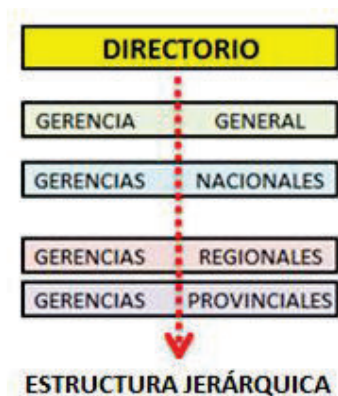 DIRECTORIO
GERENCIA GENERAL
GERENCIAS NACIONALES
GERENCIAS REGIONALES
GERENCIAS PROVINCIALES
ESTRUCTURA JERÁRQUICA